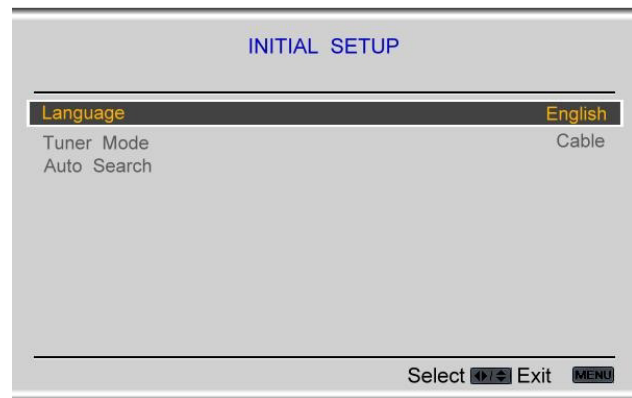 INITIAL SETUP
Language English
Tuner Mode Cable
Auto Search
Select Exit MENU